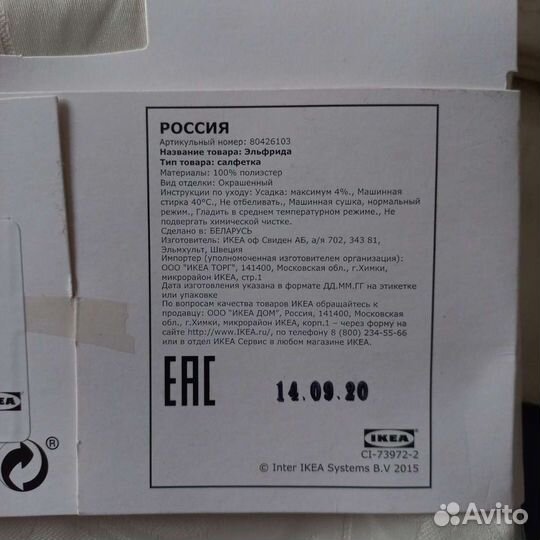 РОССИЯ
Артикульный номер: 80426103
Название товара: Эльфрида
Тип товара: салфетка
Материалы: 100% полиэстер
Вид отделки: Окрашенный
Инструкции по уходу: Усадка: максимум 4%., Машинная
стирка 40°С., Не отбеливать., Машинная сушка, нормальный
режим., Гладить в среднем температурном режиме., Не
подвергать химической чистке.
Сделано в: БЕЛАРУСЬ
Изготовитель: ИКЕА оф Свиден АБ, а/я 702, 343 81,
Эльмхульт, Швеция
Импортер (уполномоченная изготовителем организация):
ООО "ИКЕА ТОРГ", 141400, Московская обл., г.Химки,
микрорайон ИКЕА, стр.1
Дата изготовления указана в формате ДД.ММ.ГГ на этикетке
или упаковке
По вопросам качества товаров ИКЕА обращайтесь к
продавцу: ООО "ИКЕА ДОМ", Россия, 141400, Московская
обл., г.Химки, микрорайон ИКЕА, корп.1 – через форму на
сайте http://www.IKEA.ru/, по телефону 8 (800) 234-55-66
или в отделе ИКЕА Сервис в любом магазине ИКЕА.
EAC
14.09.20
IKEA
CI-73972-2
© Inter IKEA Systems B.V 2015
EA
®
Avito